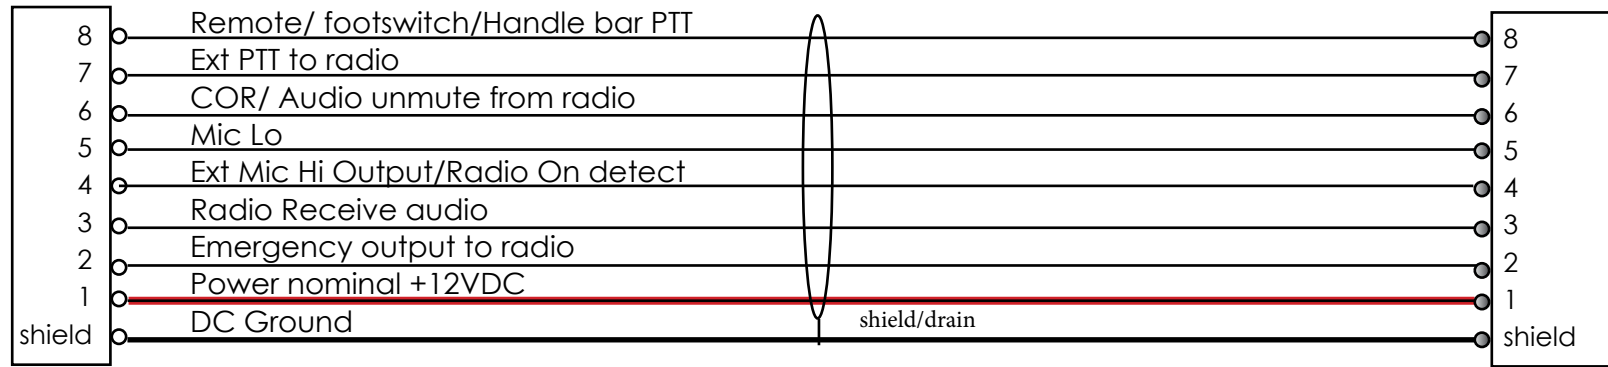 8 Remote/ footswitch/Handle bar PTT 8
7 Ext PTT to radio 7
6 COR/ Audio unmute from radio 6
5 Mic Lo 5
4 Ext Mic Hi Output/Radio On detect 4
3 Radio Receive audio 3
2 Emergency output to radio 2
1 Power nominal +12VDC 1
shield DC Ground shield/drain shield